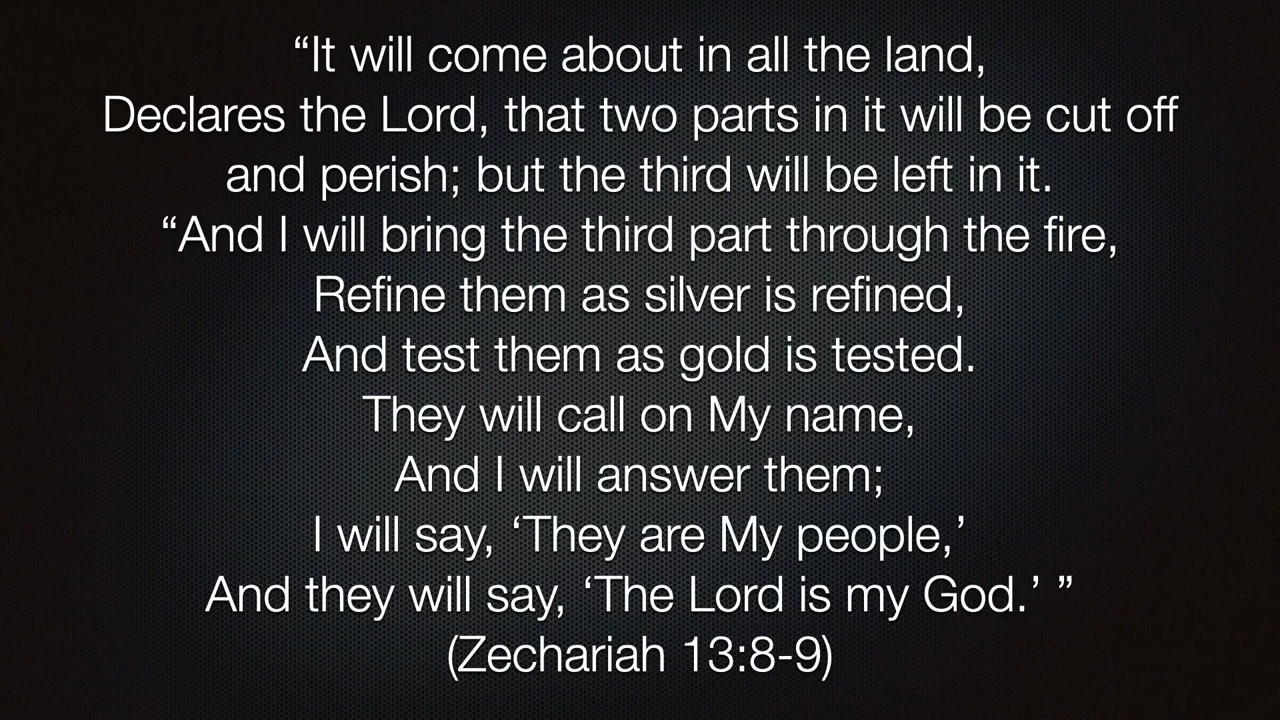 “It will come about in all the land,
Declares the Lord, that two parts in it will be cut off
and perish; but the third will be left in it.
“And I will bring the third part through the fire,
Refine them as silver is refined,
And test them as gold is tested.
They will call on My name,
And I will answer them;
I will say, ‘They are My people,’
And they will say, ‘The Lord is my God.’ ”
(Zechariah 13:8-9)